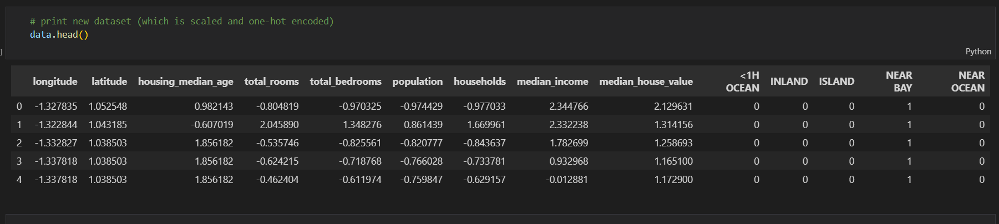 # print new dataset (which is scaled and one-hot encoded)
data.head()
]
Python
longitude latitude housing_median_age total_rooms total_bedrooms population households median_income median_house_value <1H OCEAN INLAND ISLAND NEAR BAY NEAR OCEAN
0 -1.327835 1.052548 0.982143 -0.804819 -0.970325 -0.974429 -0.977033 2.344766 2.129631 0 0 0 1 0
1 -1.322844 1.043185 -0.607019 2.045890 1.348276 0.861439 1.669961 2.332238 1.314156 0 0 0 1 0
2 -1.332827 1.038503 1.856182 -0.535746 -0.825561 -0.820777 -0.843637 1.782699 1.258693 0 0 0 1 0
3 -1.337818 1.038503 1.856182 -0.624215 -0.718768 -0.766028 -0.733781 0.932968 1.165100 0 0 0 1 0
4 -1.337818 1.038503 1.856182 -0.462404 -0.611974 -0.759847 -0.629157 -0.012881 1.172900 0 0 0 1 0